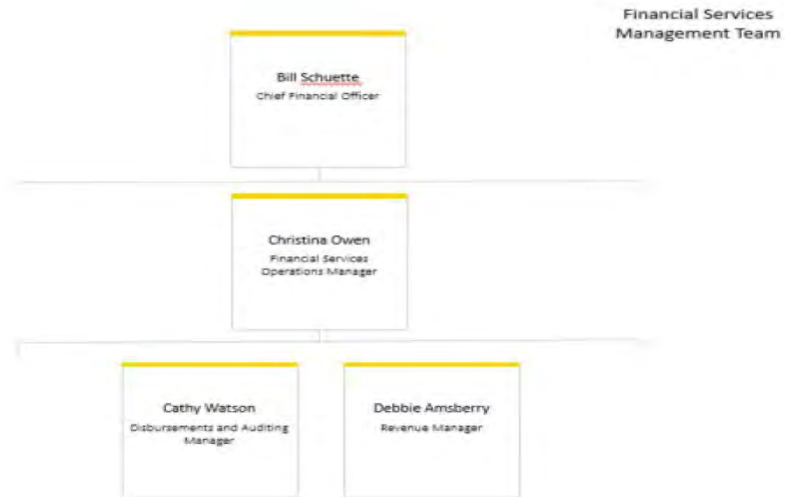 Financial Services
Management Team
Bill Schuette
Chief Financial Officer
Christina Owen
Financial Services
Operations Manager
Cathy Watson
Disbursements and Auditing
Manager
Debbie Amsberry
Revenue Manager